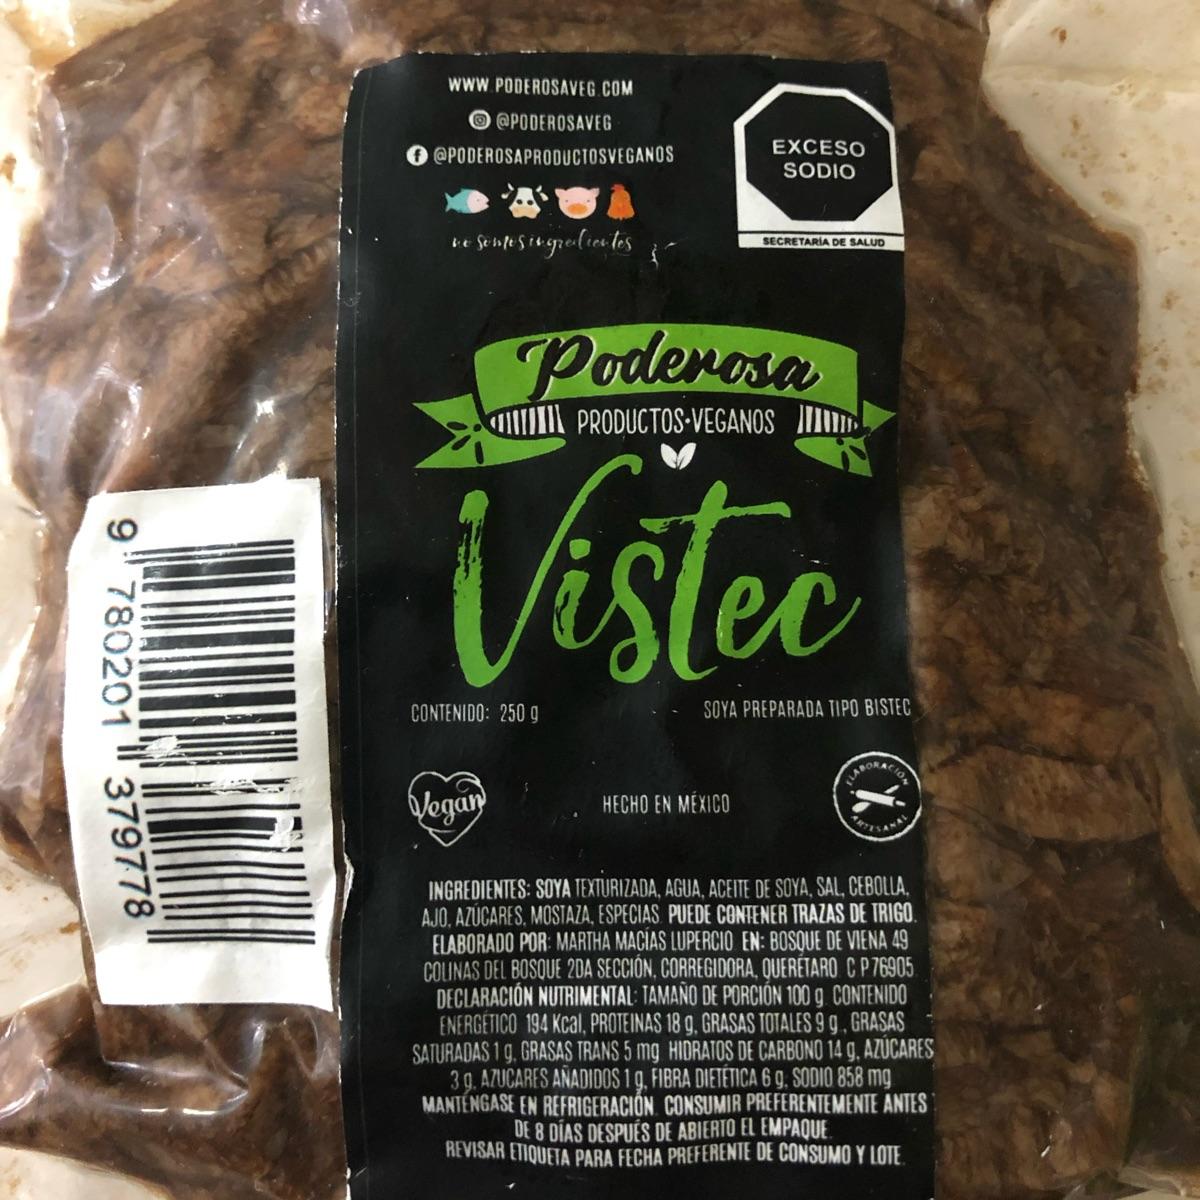 WWW.PODEROSAVEG.COM
@PODEROSAVEG
@PODEROSAPRODUCTOSVEGANOS
no somos ingredientes
EXCESO
SODIO
SECRETARÍA DE SALUD
Poderosa
PRODUCTOS•VEGANOS
Vistec
CONTENIDO: 250 g
SOYA PREPARADA TIPO BISTEC
Vegan
HECHO EN MÉXICO
ELABORACIÓN
ARTESANAL
INGREDIENTES: SOYA TEXTURIZADA, AGUA, ACEITE DE SOYA, SAL, CEBOLLA,
AJO, AZÚCARES, MOSTAZA, ESPECIAS. PUEDE CONTENER TRAZAS DE TRIGO.
ELABORADO POR: MARTHA MACÍAS LUPERCIO. EN: BOSQUE DE VIENA 49
COLINAS DEL BOSQUE 2DA SECCIÓN, CORREGIDORA, QUERÉTARO. C P 76905
DECLARACIÓN NUTRIMENTAL: TAMAÑO DE PORCIÓN 100 g. CONTENIDO
ENERGÉTICO 194 Kcal, PROTEINAS 18 g, GRASAS TOTALES 9 g , GRASAS
SATURADAS 1 g, GRASAS TRANS 5 mg HIDRATOS DE CARBONO 14 g, AZÚCARES
3 g, AZUCARES AÑADIDOS 1 g, FIBRA DIETÉTICA 6 g, SODIO 858 mg
MANTÉNGASE EN REFRIGERACIÓN. CONSUMIR PREFERENTEMENTE ANTES
DE 8 DÍAS DESPUÉS DE ABIERTO EL EMPAQUE.
REVISAR ETIQUETA PARA FECHA PREFERENTE DE CONSUMO Y LOTE.
9 780201 379778